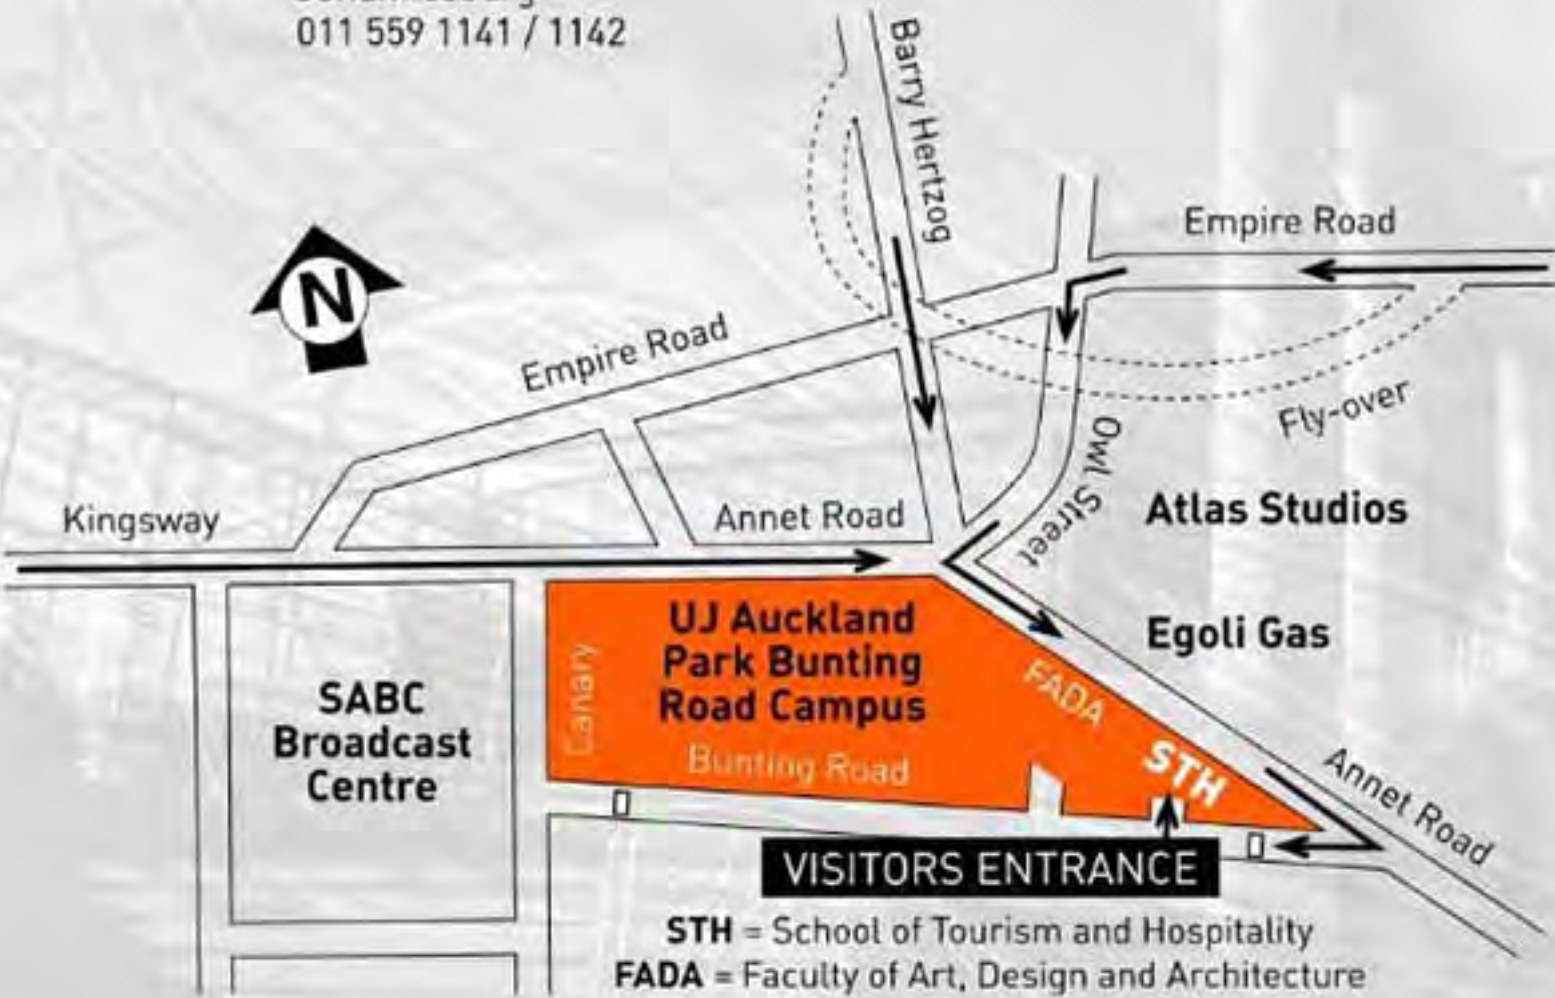 011 559 1141 / 1142
Barry Hertzog
Empire Road
N
Empire Road
Fly-over
Owl Street
Kingsway
Annet Road
Atlas Studios
UJ Auckland
Park Bunting
Road Campus
Egoli Gas
SABC
Broadcast
Centre
Canary
FADA
Bunting Road
STH
Annet Road
VISITORS ENTRANCE
STH = School of Tourism and Hospitality
FADA = Faculty of Art, Design and Architecture